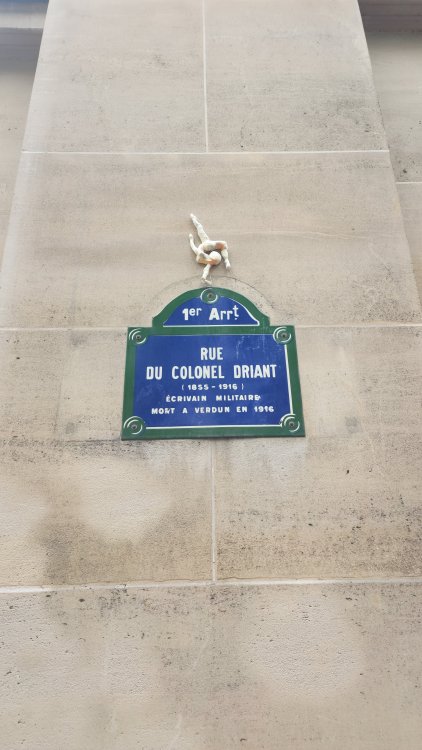 1er Arrt
RUE
DU COLONEL DRIANT
(1855-1916)
ÉCRIVAIN MILITAIRE
MORT A VERDUN EN 1916